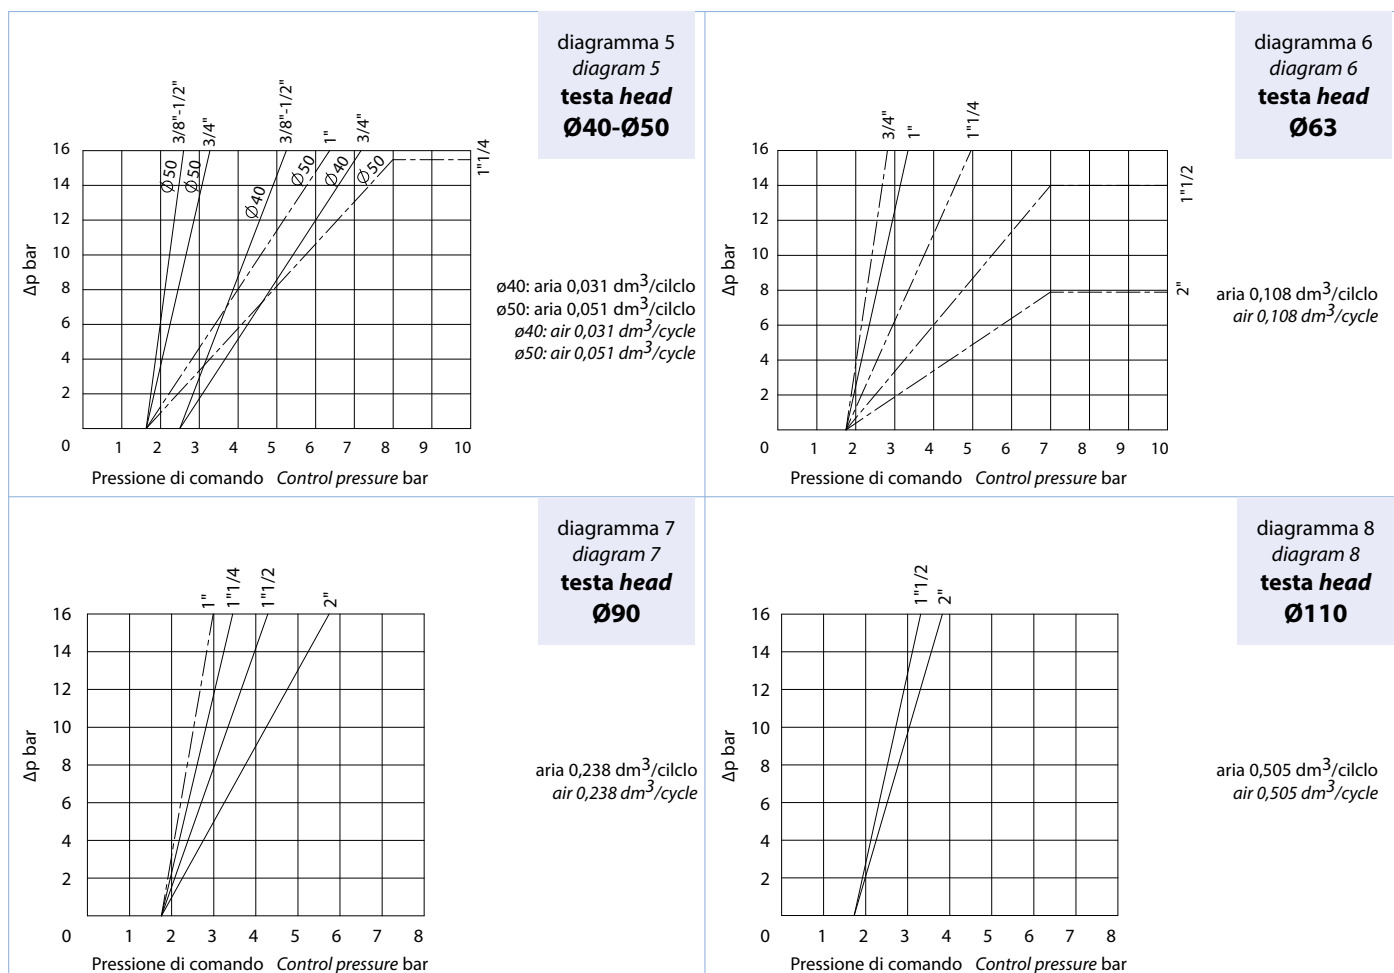 diagramma 5
diagram 5
testa head
Ø40-Ø50
3/8"-1/2"
3/4"
3/8"-1/2"
1"
3/4"
1"1/4
Ø50
Ø50
Ø40
Ø50
Ø40
Ø50
16
14
12
10
8
6
4
2
0
Δp bar
1 2 3 4 5 6 7 8 9 10
Pressione di comando Control pressure bar
ø40: aria 0,031 dm3/cilclo
ø50: aria 0,051 dm3/cilclo
ø40: air 0,031 dm3/cycle
ø50: air 0,051 dm3/cycle
diagramma 6
diagram 6
testa head
Ø63
3/4"
1"
1"1/4
1"1/2
2"
16
14
12
10
8
6
4
2
0
Δp bar
1 2 3 4 5 6 7 8 9 10
Pressione di comando Control pressure bar
aria 0,108 dm3/cilclo
air 0,108 dm3/cycle
diagramma 7
diagram 7
testa head
Ø90
1"
1"1/4
1"1/2
2"
16
14
12
10
8
6
4
2
0
Δp bar
1 2 3 4 5 6 7 8
Pressione di comando Control pressure bar
aria 0,238 dm3/cilclo
air 0,238 dm3/cycle
diagramma 8
diagram 8
testa head
Ø110
1"1/2
2"
16
14
12
10
8
6
4
2
0
Δp bar
1 2 3 4 5 6 7 8
Pressione di comando Control pressure bar
aria 0,505 dm3/cilclo
air 0,505 dm3/cycle